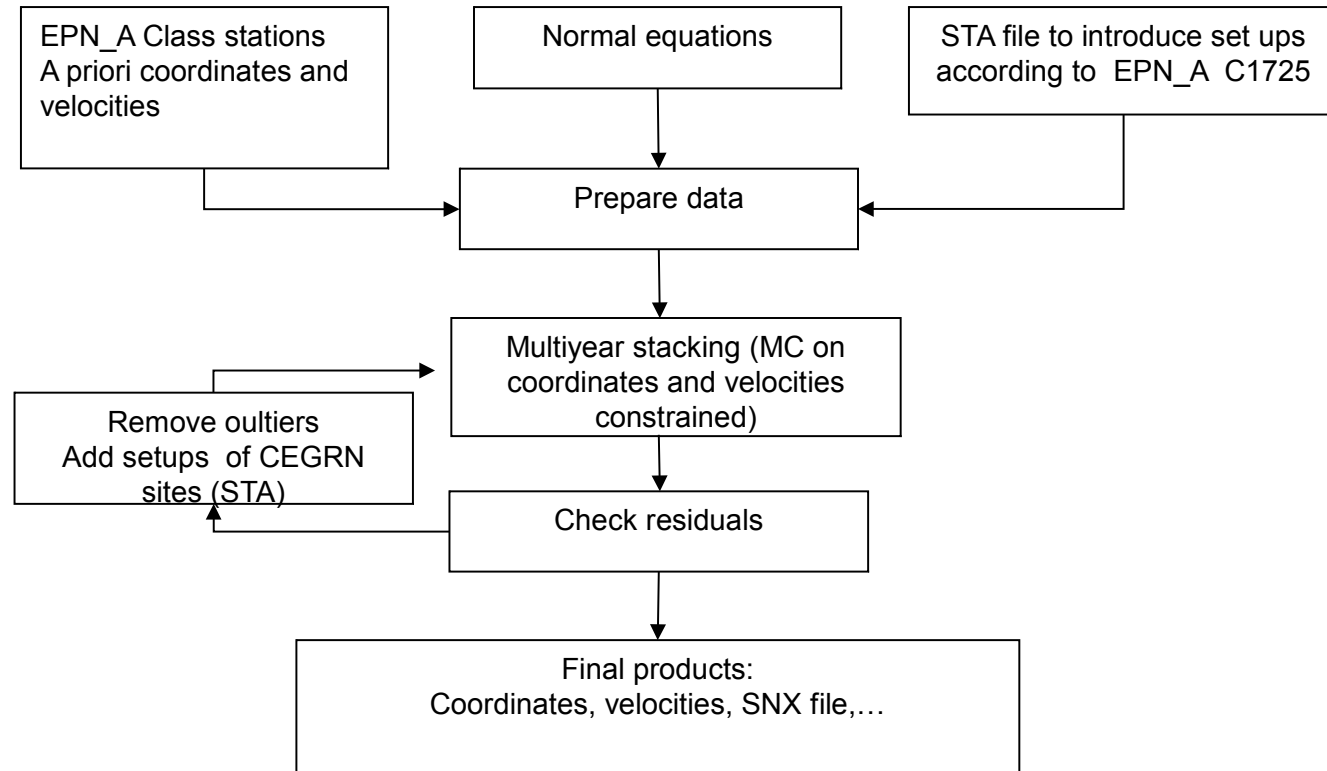 EPN_A Class stations
A priori coordinates and
velocities
Normal equations
STA file to introduce set ups
according to EPN_A C1725
Prepare data
Multiyear stacking (MC on
coordinates and velocities
constrained)
Remove oultiers
Add setups of CEGRN
sites (STA)
Check residuals
Final products:
Coordinates, velocities, SNX file,…